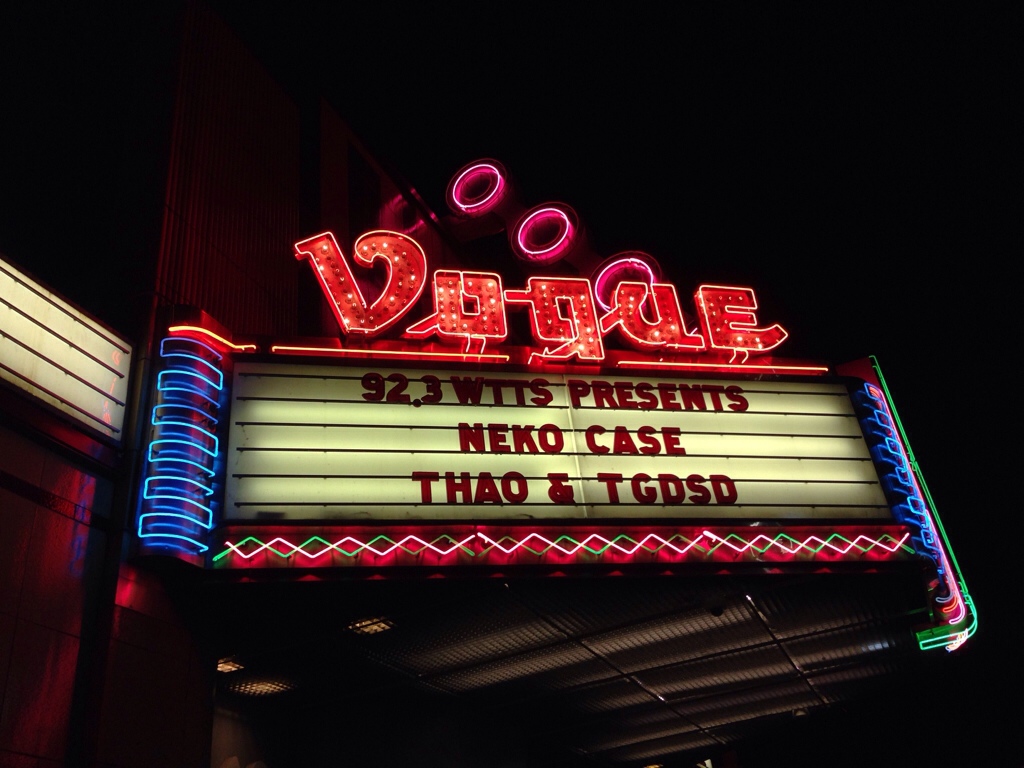 Vogue
92.3 WTTS PRESENTS
NEKO CASE
THAO & TGDSD